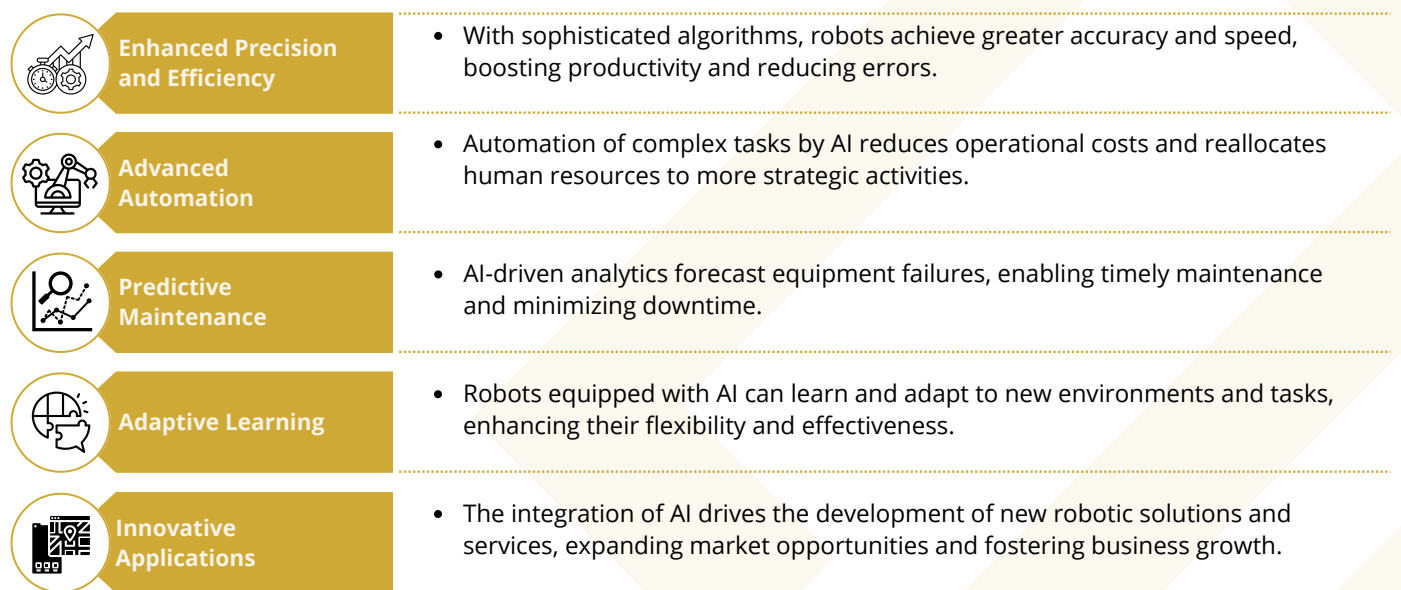 Enhanced Precision
and Efficiency
• With sophisticated algorithms, robots achieve greater accuracy and speed,
boosting productivity and reducing errors.
Advanced
Automation
• Automation of complex tasks by AI reduces operational costs and reallocates
human resources to more strategic activities.
Predictive
Maintenance
• AI-driven analytics forecast equipment failures, enabling timely maintenance
and minimizing downtime.
Adaptive Learning
• Robots equipped with AI can learn and adapt to new environments and tasks,
enhancing their flexibility and effectiveness.
Innovative
Applications
• The integration of AI drives the development of new robotic solutions and
services, expanding market opportunities and fostering business growth.